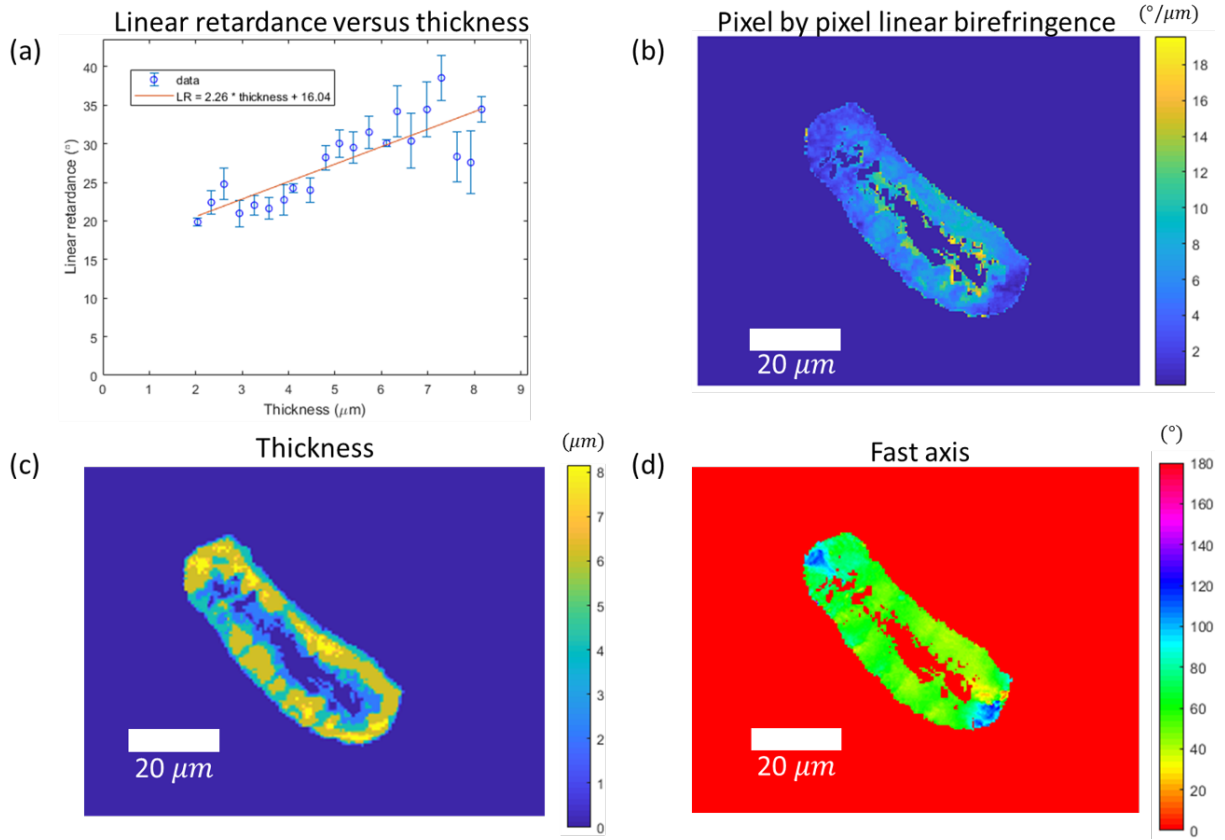 Linear retardance versus thickness
(a)
data
LR = 2.26 * thickness + 16.04
40
35
30
25
20
15
10
5
0
Linear retardance (°)
0 1 2 3 4 5 6 7 8 9
Thickness (μm)
Pixel by pixel linear birefringence
(°/μm)
(b)
18
16
14
12
10
8
6
4
2
20 μm
(c)
Thickness
(μm)
8
7
6
5
4
3
2
1
0
20 μm
(d)
Fast axis
(°)
180
160
140
120
100
80
60
40
20
0
20 μm